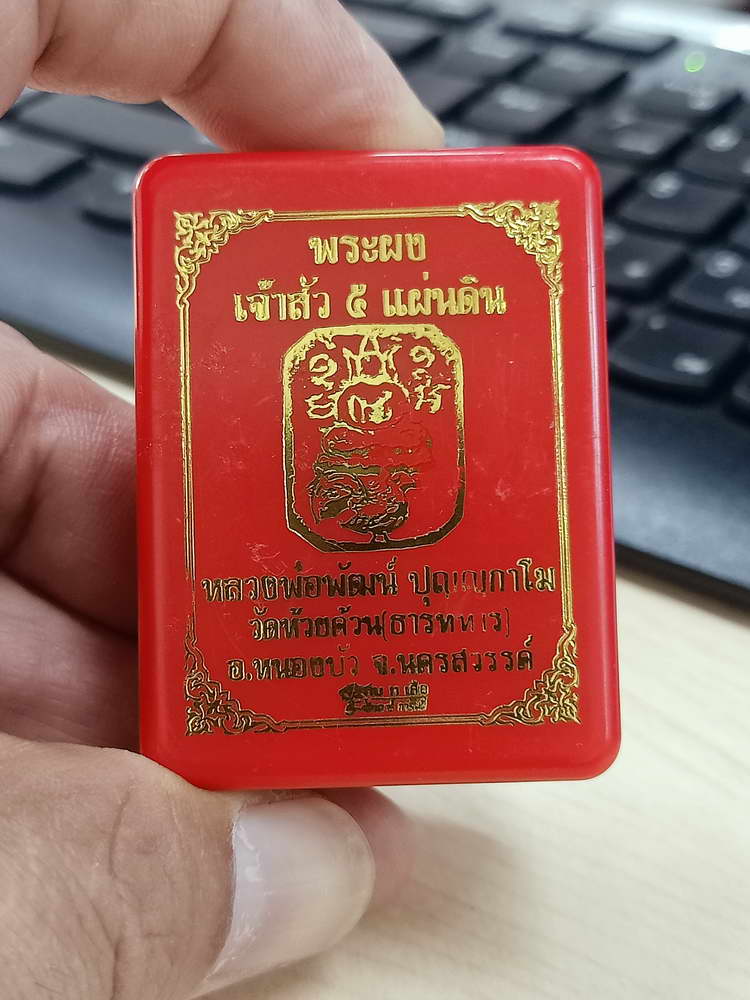 พระผง
เจ้าสัว ๕ แผ่นดิน
หลวงพ่อพัฒน์ ปุญฺญกาโม
วัดห้วยด้วน(ธารทหาร)
อ.หนองบัว จ.นครสวรรค์